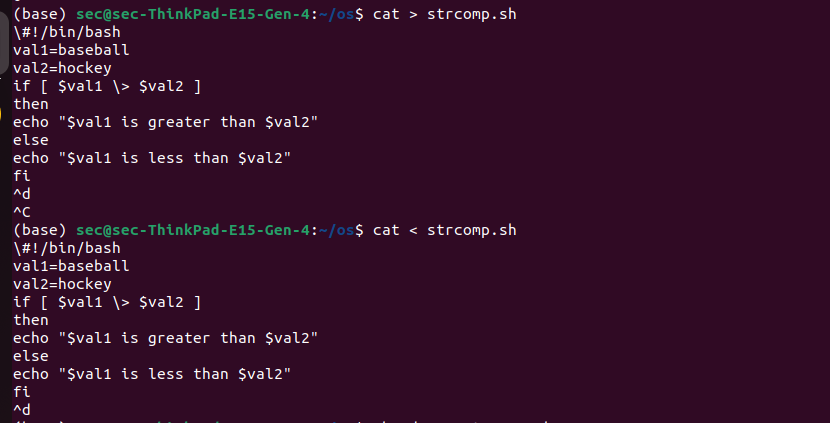 (base) sec@sec-ThinkPad-E15-Gen-4:~/os$ cat > strcomp.sh
\#!/bin/bash
val1=baseball
val2=hockey
if [ $val1 \> $val2 ]
then
echo "$val1 is greater than $val2"
else
echo "$val1 is less than $val2"
fi
^d
^C
(base) sec@sec-ThinkPad-E15-Gen-4:~/os$ cat < strcomp.sh
\#!/bin/bash
val1=baseball
val2=hockey
if [ $val1 \> $val2 ]
then
echo "$val1 is greater than $val2"
else
echo "$val1 is less than $val2"
fi
^d